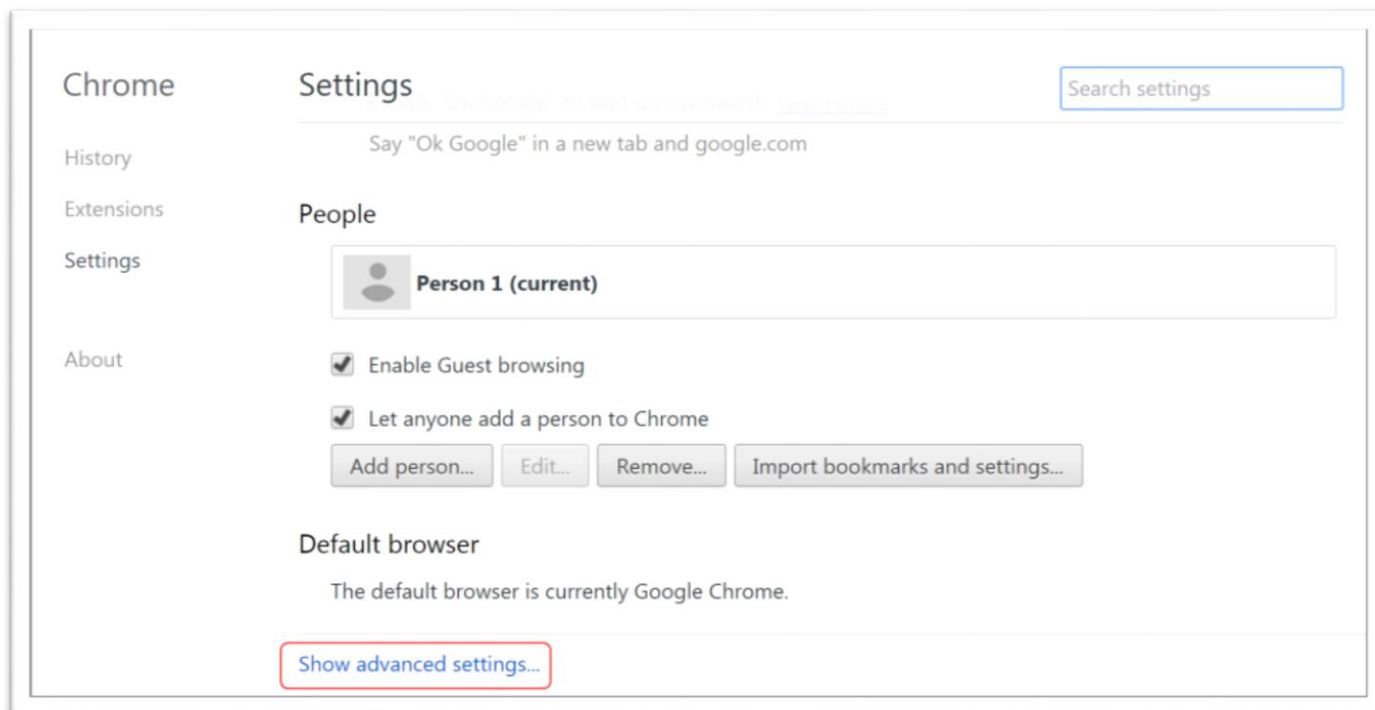 Chrome
Settings
Search settings
Say "Ok Google" in a new tab and google.com
History
Extensions
Settings
About
People
Person 1 (current)
Enable Guest browsing
Let anyone add a person to Chrome
Add person... Edit... Remove... Import bookmarks and settings...
Default browser
The default browser is currently Google Chrome.
Show advanced settings...